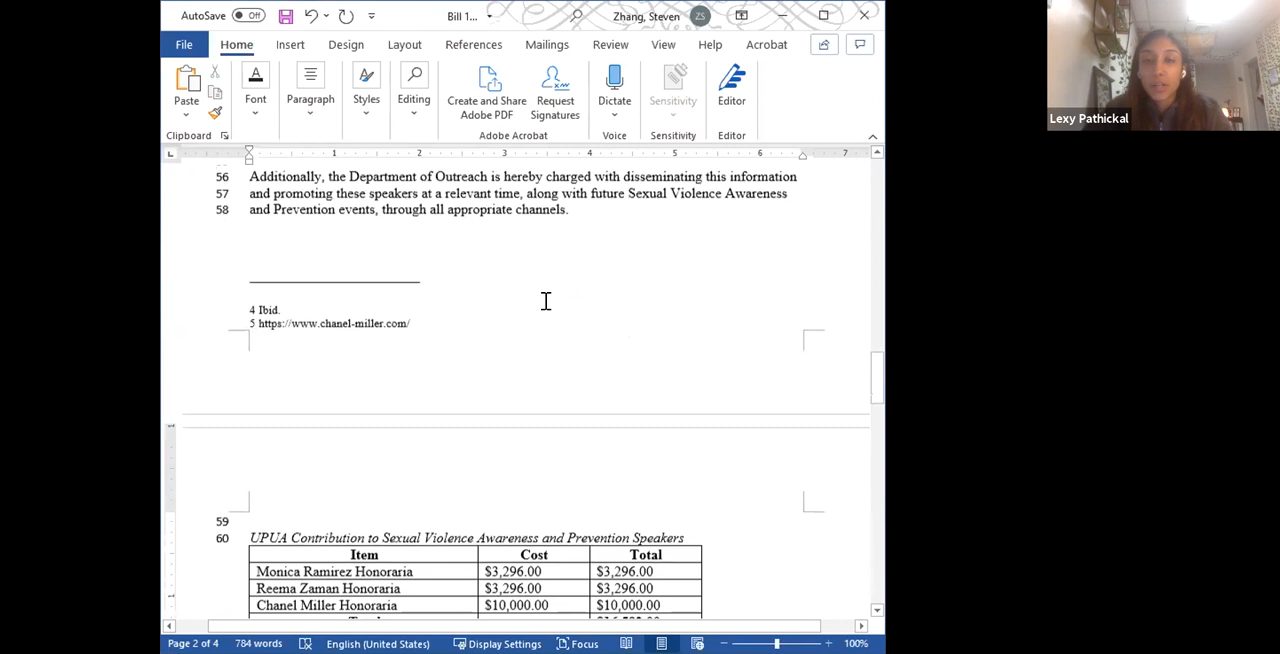 AutoSave Off Bill 1... Zhang, Steven ZS
File Home Insert Design Layout References Mailings Review View Help Acrobat
Paste Font Paragraph Styles Editing Create and Share Adobe PDF Request Signatures Dictate Sensitivity Editor
Clipboard Adobe Acrobat Voice Sensitivity Editor
Lexy Pathickal
L 1 2 3 4 5 6 7
56 Additionally, the Department of Outreach is hereby charged with disseminating this information
57 and promoting these speakers at a relevant time, along with future Sexual Violence Awareness
58 and Prevention events, through all appropriate channels.
4 Ibid.
5 https://www.chanel-miller.com/
59
60 UPUA Contribution to Sexual Violence Awareness and Prevention Speakers
Item Cost Total
Monica Ramirez Honoraria $3,296.00 $3,296.00
Reema Zaman Honoraria $3,296.00 $3,296.00
Chanel Miller Honoraria $10,000.00 $10,000.00
Page 2 of 4 784 words English (United States) Display Settings Focus 100%